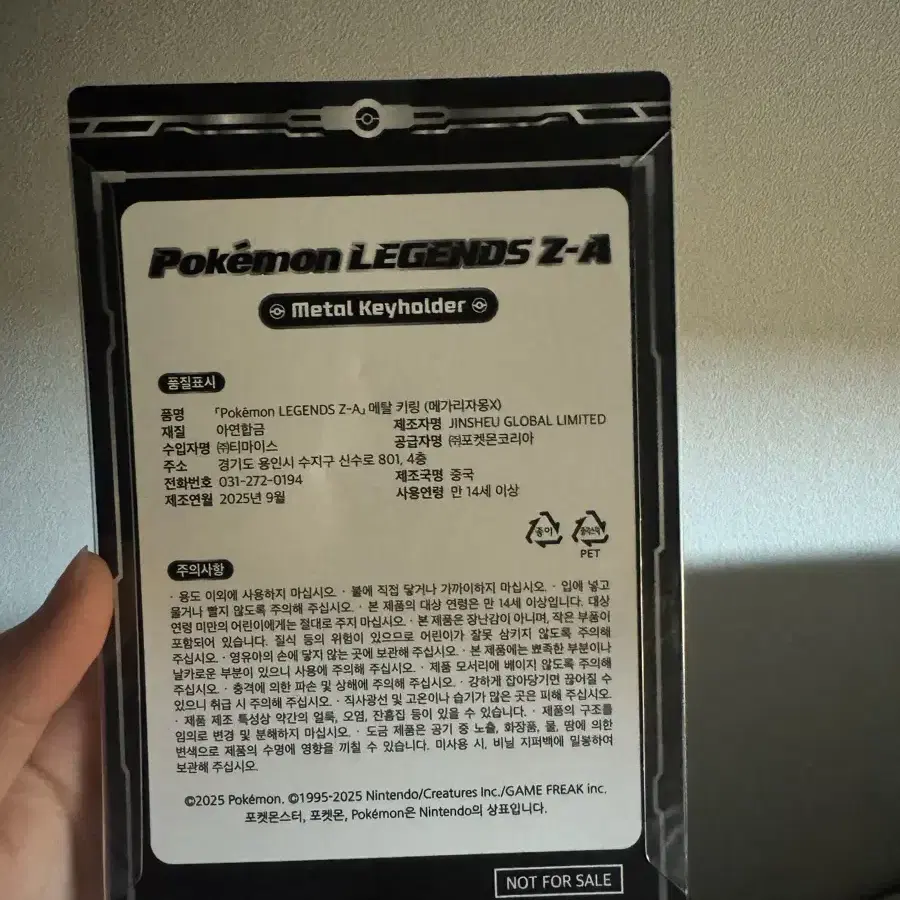 Pokémon LEGENDS Z-A
Metal Keyholder
품질표시
품명 「Pokémon LEGENDS Z-A」 메탈 키링 (메가리자몽X)
재질 아연합금 제조자명 JINSHEU GLOBAL LIMITED
수입자명 ㈜티마이스 공급자명 ㈜포켓몬코리아
주소 경기도 용인시 수지구 신수로 801, 4층
전화번호 031-272-0194 제조국명 중국
제조연월 2025년 9월 사용연령 만 14세 이상
종이 플라스틱
PET
주의사항
· 용도 이외에 사용하지 마십시오. · 불에 직접 닿거나 가까이하지 마십시오. · 입에 넣고
물거나 빨지 않도록 주의해 주십시오. · 본 제품의 대상 연령은 만 14세 이상입니다. 대상
연령 미만의 어린이에게는 절대로 주지 마십시오. · 본 제품은 장난감이 아니며, 작은 부품이
포함되어 있습니다. 질식 등의 위험이 있으므로 어린이가 잘못 삼키지 않도록 주의해
주십시오. · 영유아의 손에 닿지 않는 곳에 보관해 주십시오. · 본 제품에는 뾰족한 부분이나
날카로운 부분이 있으니 사용에 주의해 주십시오. · 제품 모서리에 베이지 않도록 주의해
주십시오. · 충격에 의한 파손 및 상해에 주의해 주십시오. · 강하게 잡아당기면 끊어질 수
있으니 취급 시 주의해 주십시오. · 직사광선 및 고온이나 습기가 많은 곳은 피해 주십시오.
· 제품 제조 특성상 약간의 얼룩, 오염, 잔흠집 등이 있을 수 있습니다. · 제품의 구조를
임의로 변경 및 분해하지 마십시오. · 도금 제품은 공기 중 노출, 화장품, 물, 땀에 의한
변색으로 제품의 수명에 영향을 끼칠 수 있습니다. 미사용 시, 비닐 지퍼백에 밀봉하여
보관해 주십시오.
©2025 Pokémon. ©1995-2025 Nintendo/Creatures Inc./GAME FREAK inc.
포켓몬스터, 포켓몬, Pokémon은 Nintendo의 상표입니다.
NOT FOR SALE